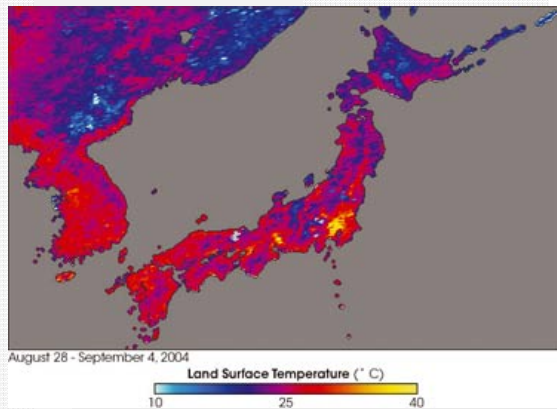 August 28 - September 4, 2004
Land Surface Temperature (˚ C)
10 25 40